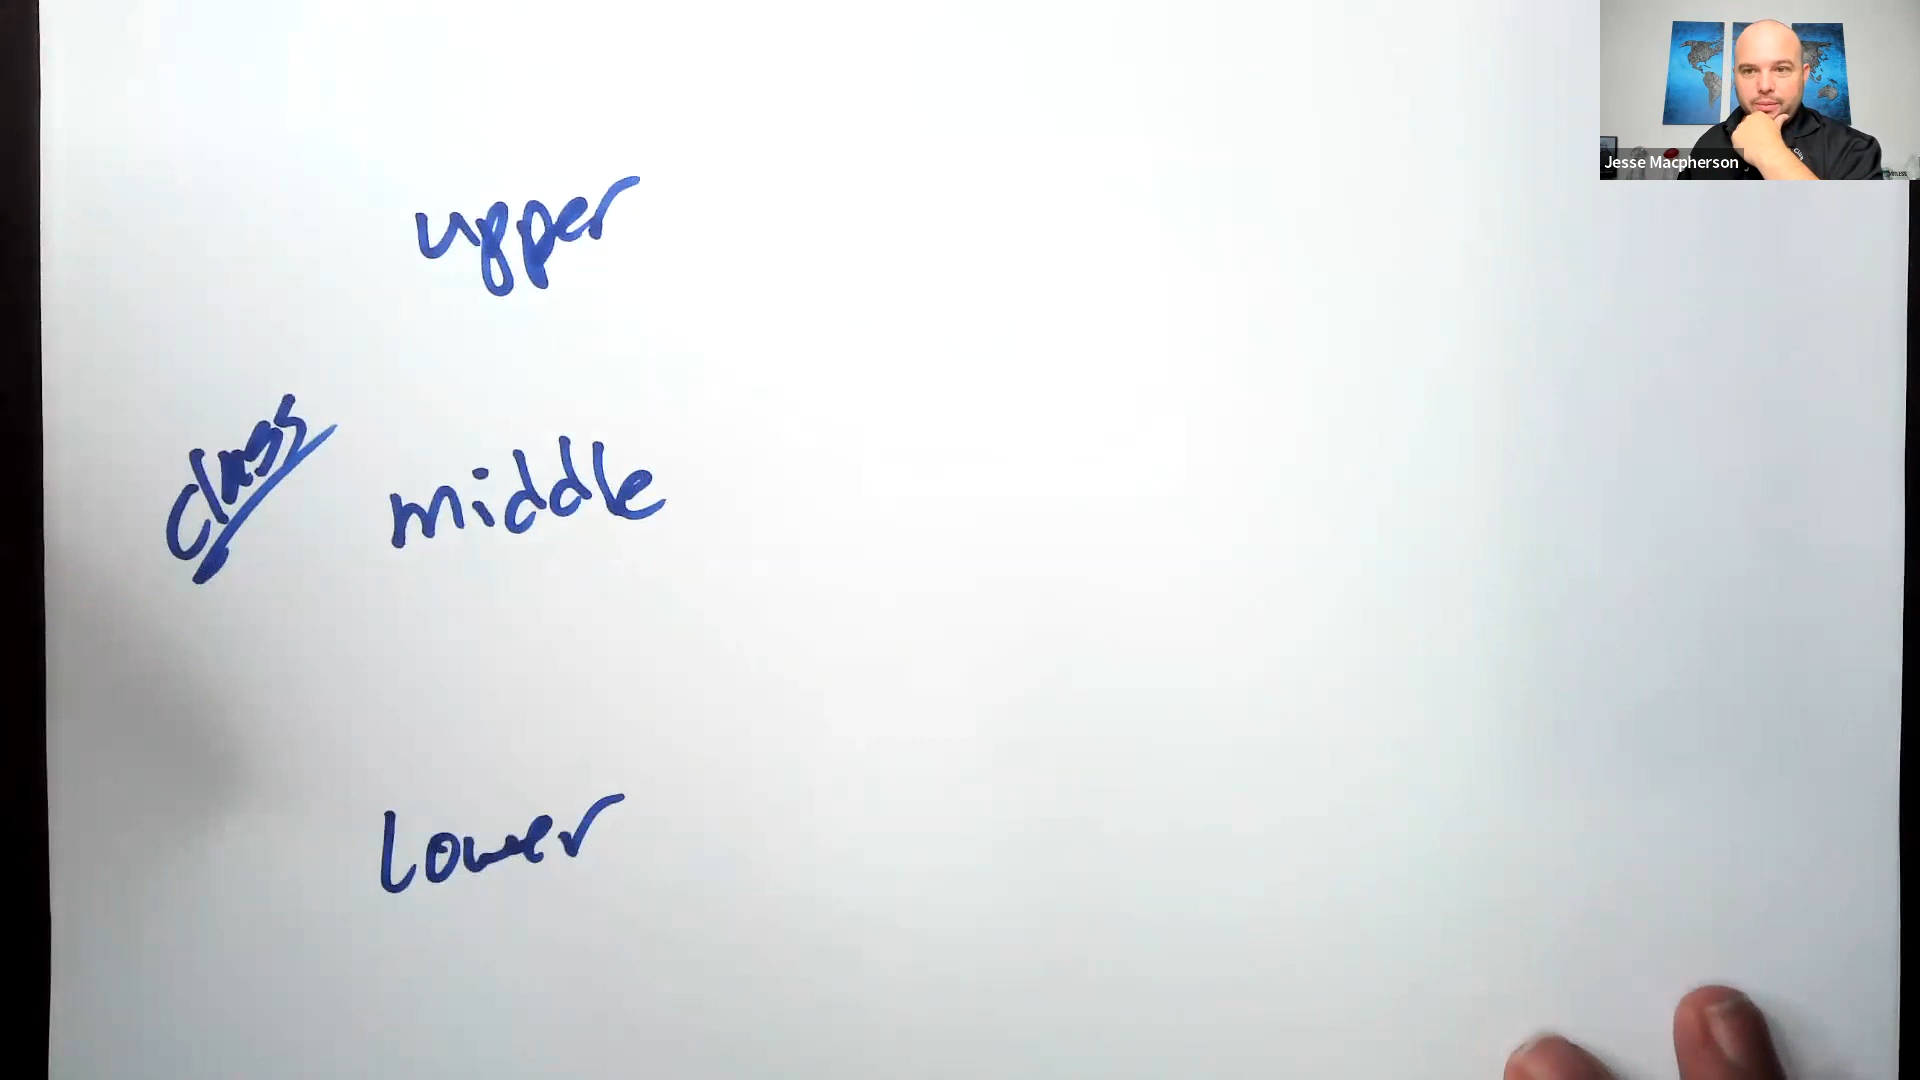 Jesse Macpherson
upper
class
middle
Lower